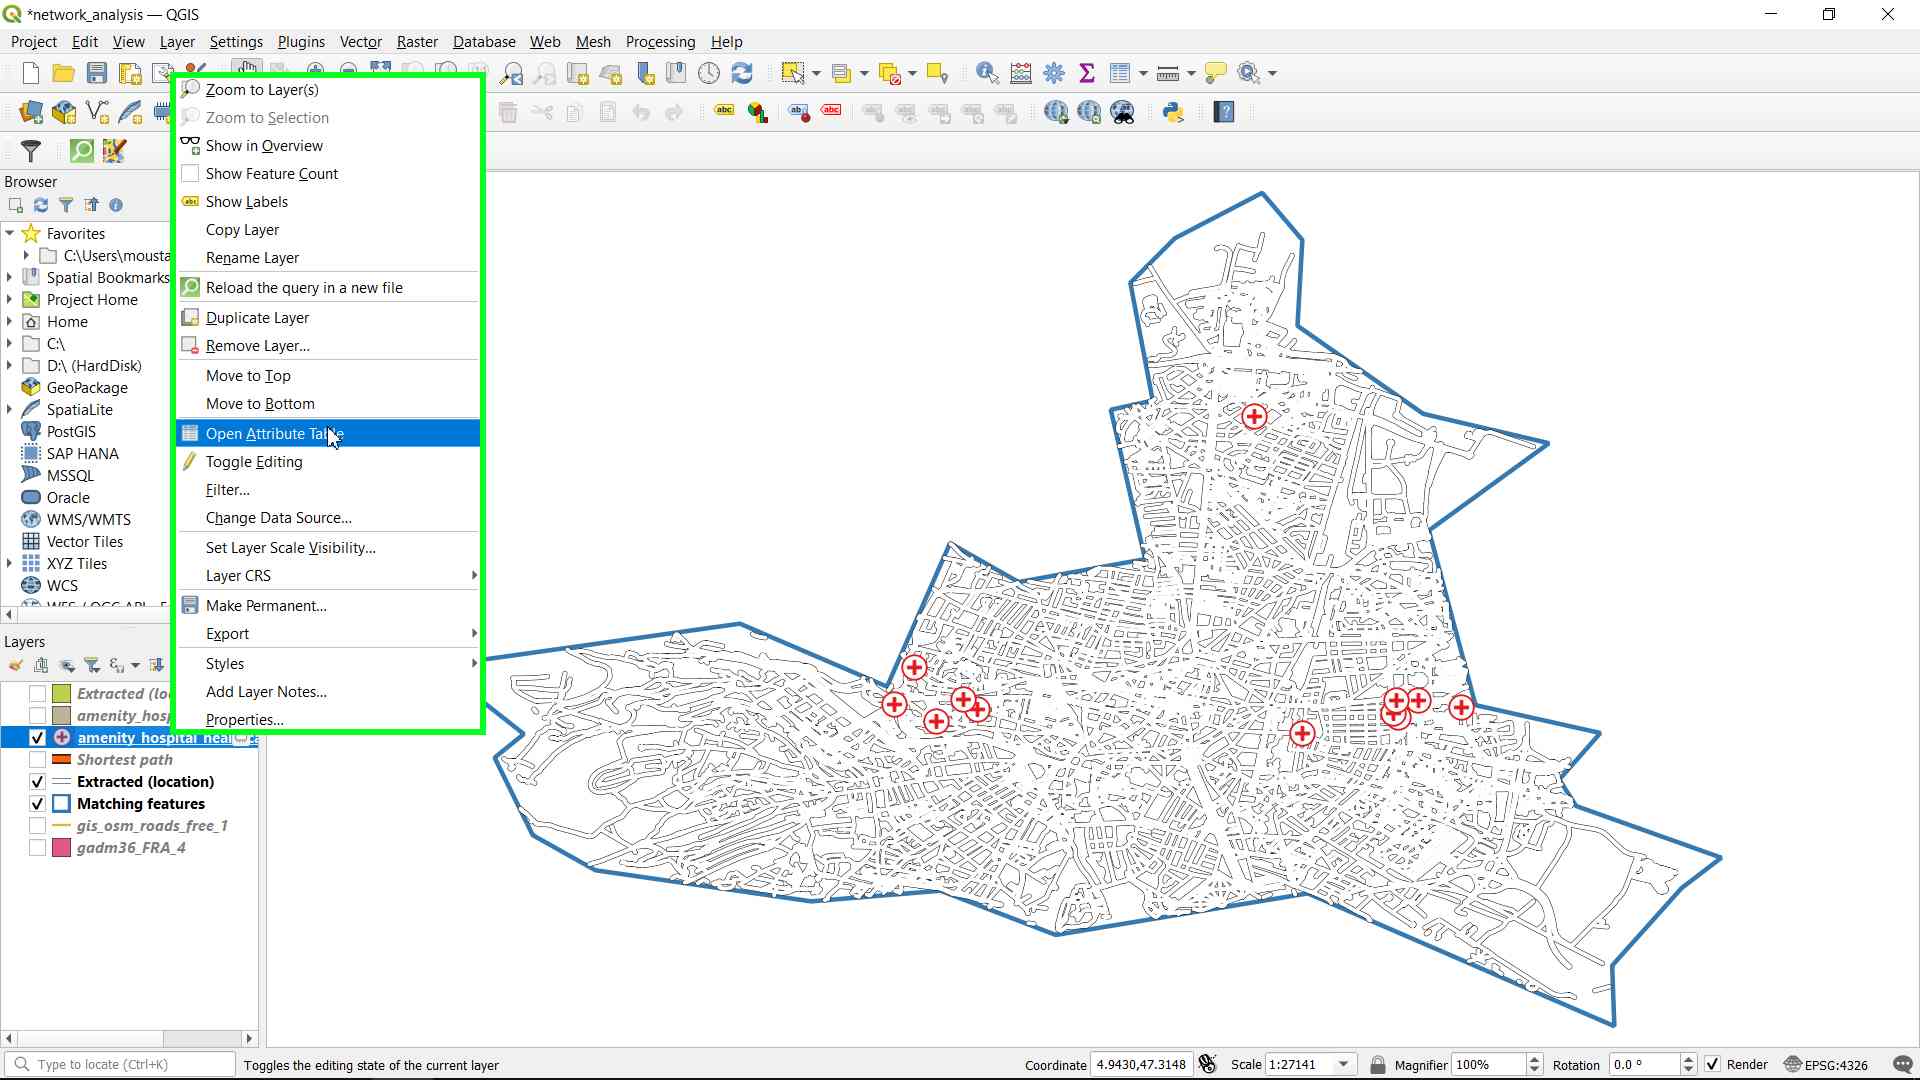 *network_analysis — QGIS
Project Edit View Layer Settings Plugins Vector Raster Database Web Mesh Processing Help
abc abc abc
Browser
Favorites
C:\Users\mousta
Spatial Bookmarks
Project Home
Home
C:\
D:\ (HardDisk)
GeoPackage
SpatiaLite
PostGIS
SAP HANA
MSSQL
Oracle
WMS/WMTS
Vector Tiles
XYZ Tiles
WCS
Zoom to Layer(s)
Zoom to Selection
Show in Overview
Show Feature Count
abc Show Labels
Copy Layer
Rename Layer
Reload the query in a new file
Duplicate Layer
Remove Layer...
Move to Top
Move to Bottom
Open Attribute Table
Toggle Editing
Filter...
Change Data Source...
Set Layer Scale Visibility...
Layer CRS
Make Permanent...
Export
Styles
Add Layer Notes...
Properties...
Layers
Extracted (lo
amenity_hosp
amenity_hospital_healthca
Shortest path
Extracted (location)
Matching features
gis_osm_roads_free_1
gadm36_FRA_4
Type to locate (Ctrl+K) Toggles the editing state of the current layer Coordinate 4.9430,47.3148 Scale 1:27141 Magnifier 100% Rotation 0.0 ° Render EPSG:4326